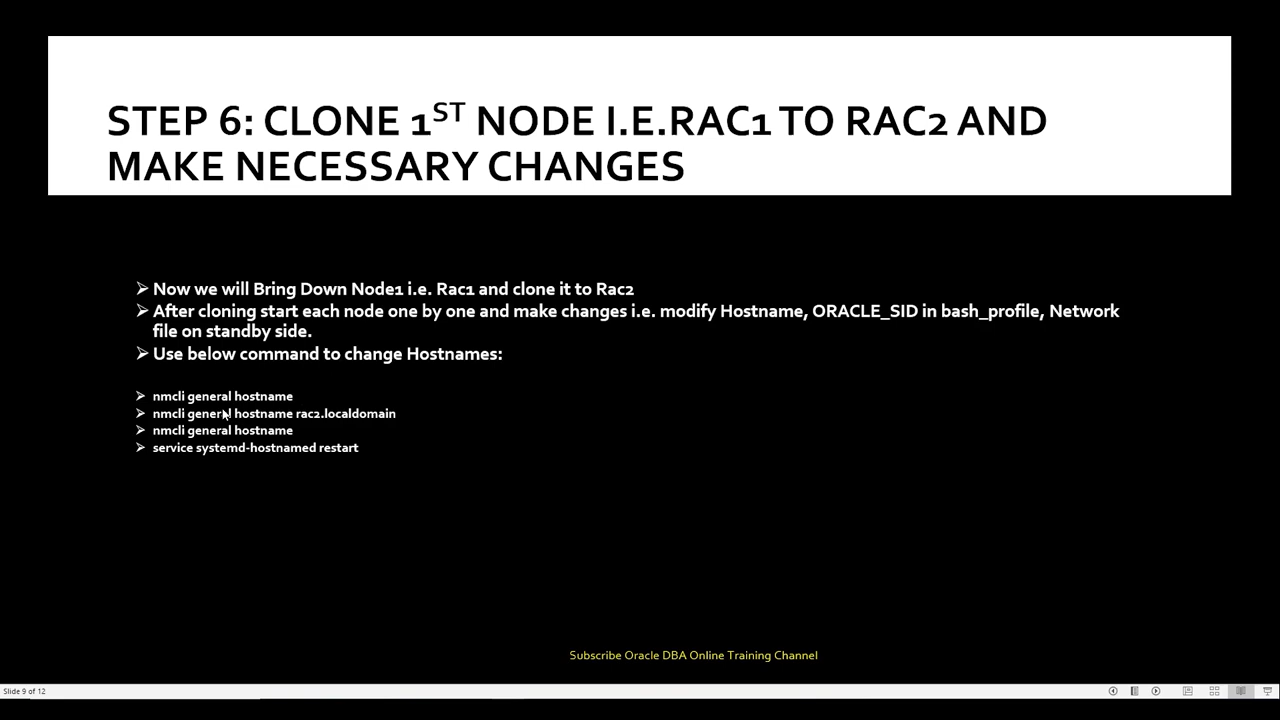 STEP 6: CLONE 1ST NODE I.E.RAC1 TO RAC2 AND
MAKE NECESSARY CHANGES
➢ Now we will Bring Down Node1 i.e. Rac1 and clone it to Rac2
➢ After cloning start each node one by one and make changes i.e. modify Hostname, ORACLE_SID in bash_profile, Network
file on standby side.
➢ Use below command to change Hostnames:
➢ nmcli general hostname
➢ nmcli general hostname rac2.localdomain
➢ nmcli general hostname
➢ service systemd-hostnamed restart
Subscribe Oracle DBA Online Training Channel
Slide 9 of 12